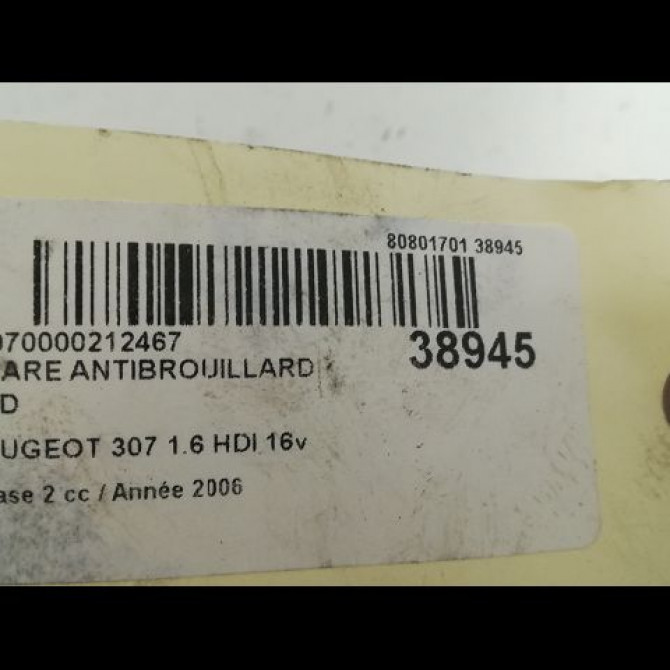 80801701 38945
070000212467
38945
ARE ANTIBROUILLARD
D
UGEOT 307 1.6 HDI 16v
ase 2 cc / Année 2006